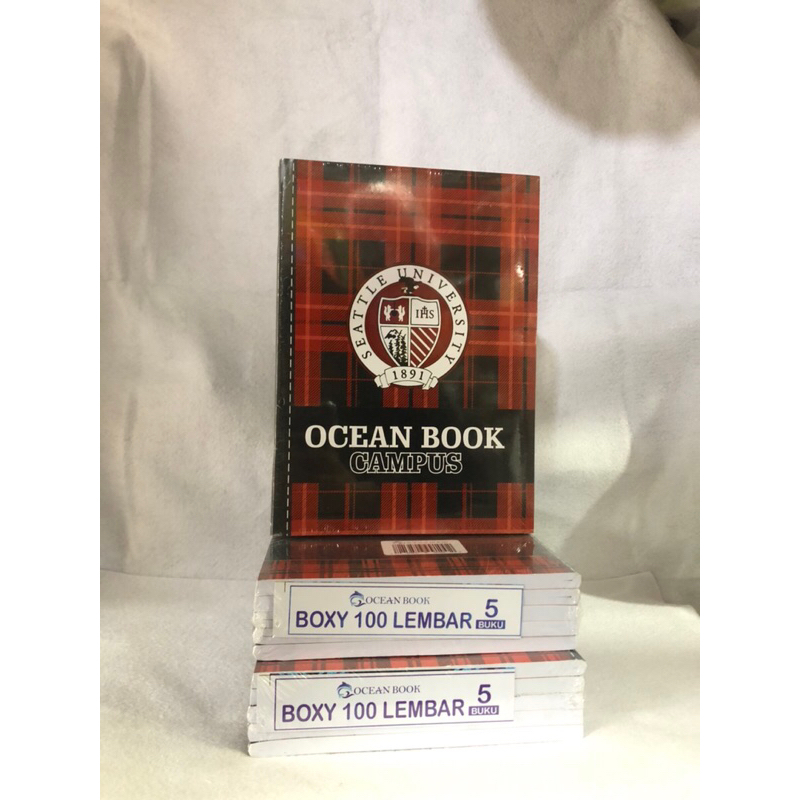 SEATTLE UNIVERSITY
IHS
1891
OCEAN BOOK
CAMPUS
OCEAN BOOK
BOXY 100 LEMBAR 5
BUKU
OCEAN BOOK
BOXY 100 LEMBAR 5
BUKU